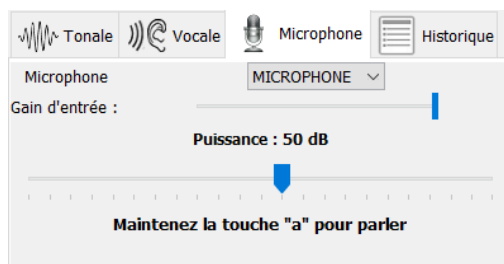 Tonale Vocale Microphone Historique
Microphone MICROPHONE
Gain d'entrée :
Puissance : 50 dB
Maintenez la touche "a" pour parler